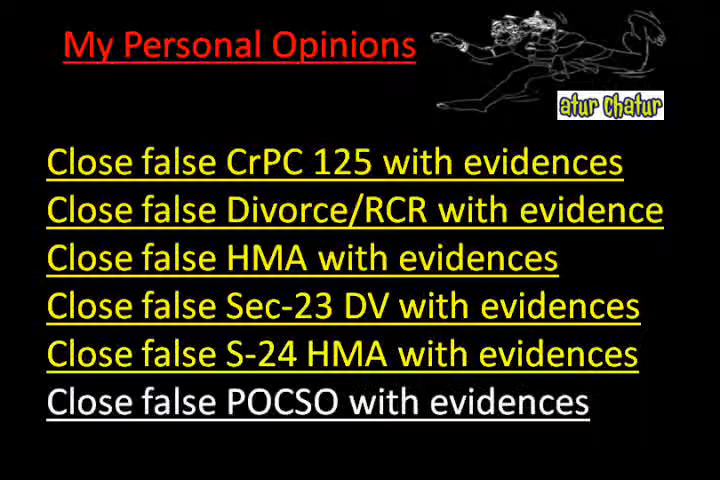 My Personal Opinions
atur Chatur
Close false CrPC 125 with evidences
Close false Divorce/RCR with evidence
Close false HMA with evidences
Close false Sec-23 DV with evidences
Close false S-24 HMA with evidences
Close false POCSO with evidences